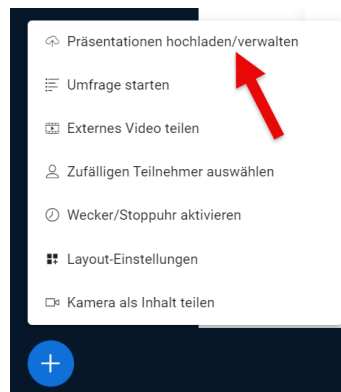 Präsentationen hochladen/verwalten
Umfrage starten
Externes Video teilen
Zufälligen Teilnehmer auswählen
Wecker/Stoppuhr aktivieren
Layout-Einstellungen
Kamera als Inhalt teilen